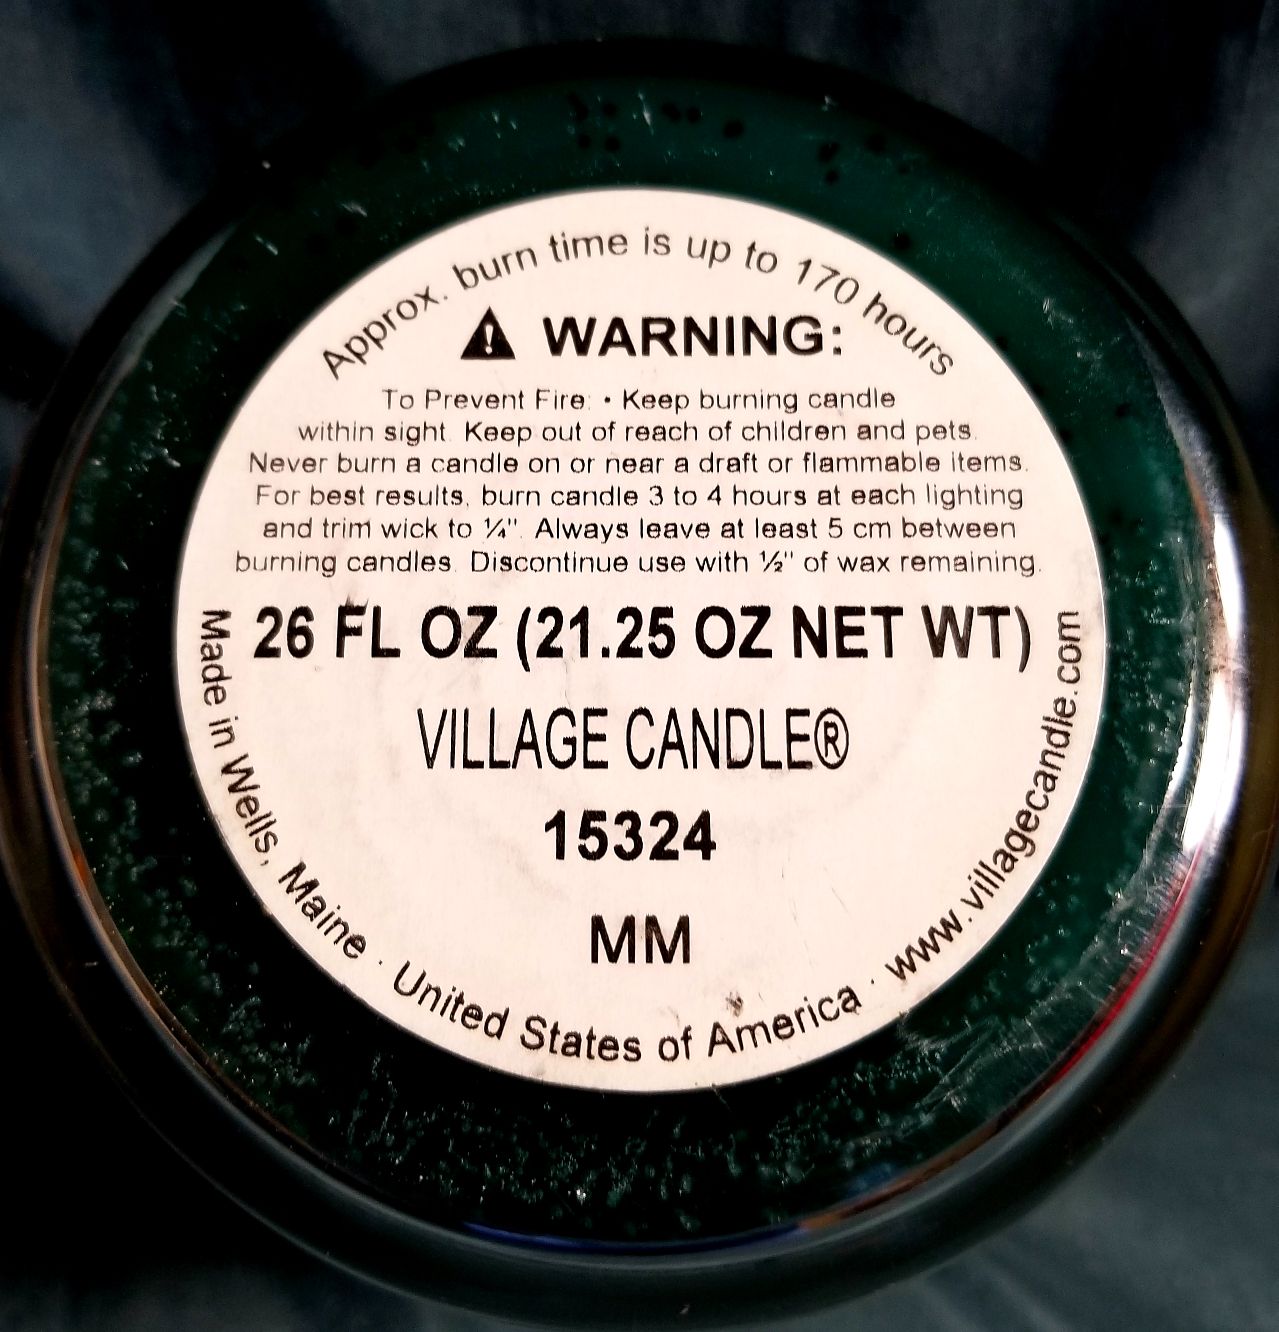 Approx. burn time is up to 170 hours
WARNING:
To Prevent Fire: • Keep burning candle
within sight. Keep out of reach of children and pets.
Never burn a candle on or near a draft or flammable items.
For best results, burn candle 3 to 4 hours at each lighting
and trim wick to ¼". Always leave at least 5 cm between
burning candles. Discontinue use with ½" of wax remaining.
26 FL OZ (21.25 OZ NET WT)
VILLAGE CANDLE®
15324
MM
Made in Wells, Maine · United States of America · www.villagecandle.com